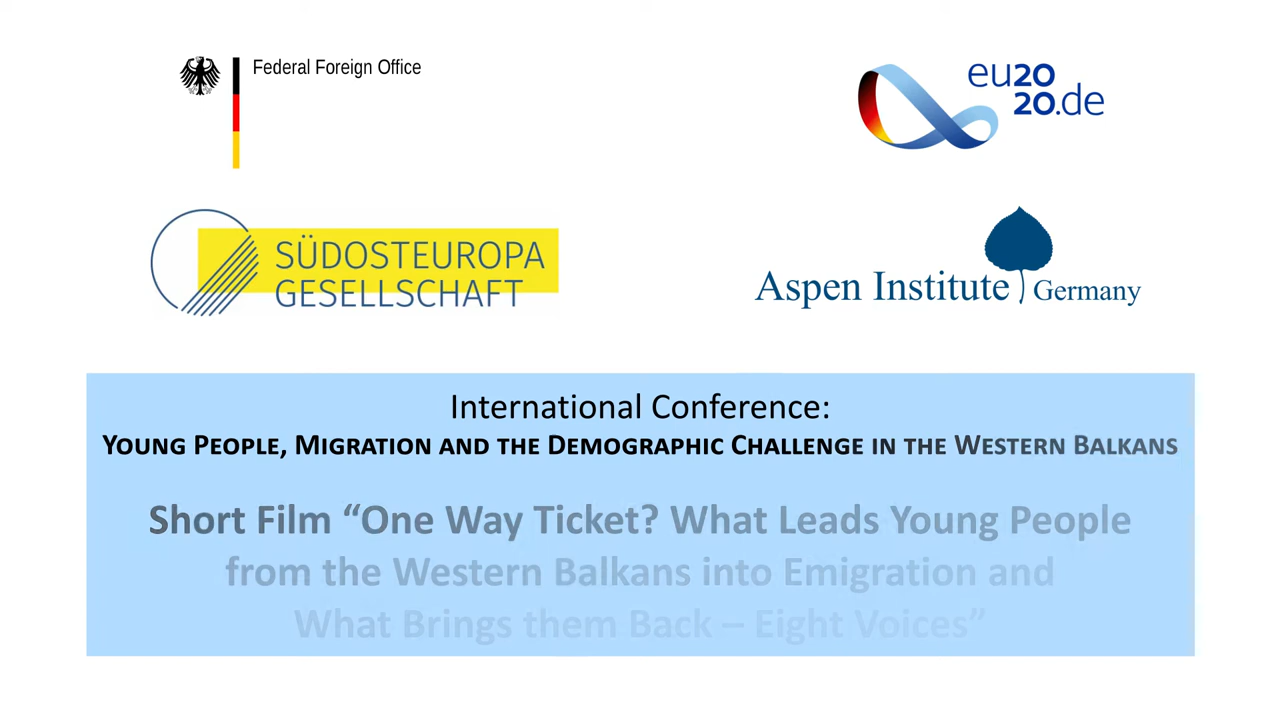 Federal Foreign Office
eu20
20.de
SÜDOSTEUROPA
GESELLSCHAFT
Aspen Institute Germany
International Conference:
YOUNG PEOPLE, MIGRATION AND THE DEMOGRAPHIC CHALLENGE IN THE WESTERN BALKANS
Short Film “One Way Ticket? What Leads Young People
from the Western Balkans into Emigration and
What Brings them Back – Eight Voices”